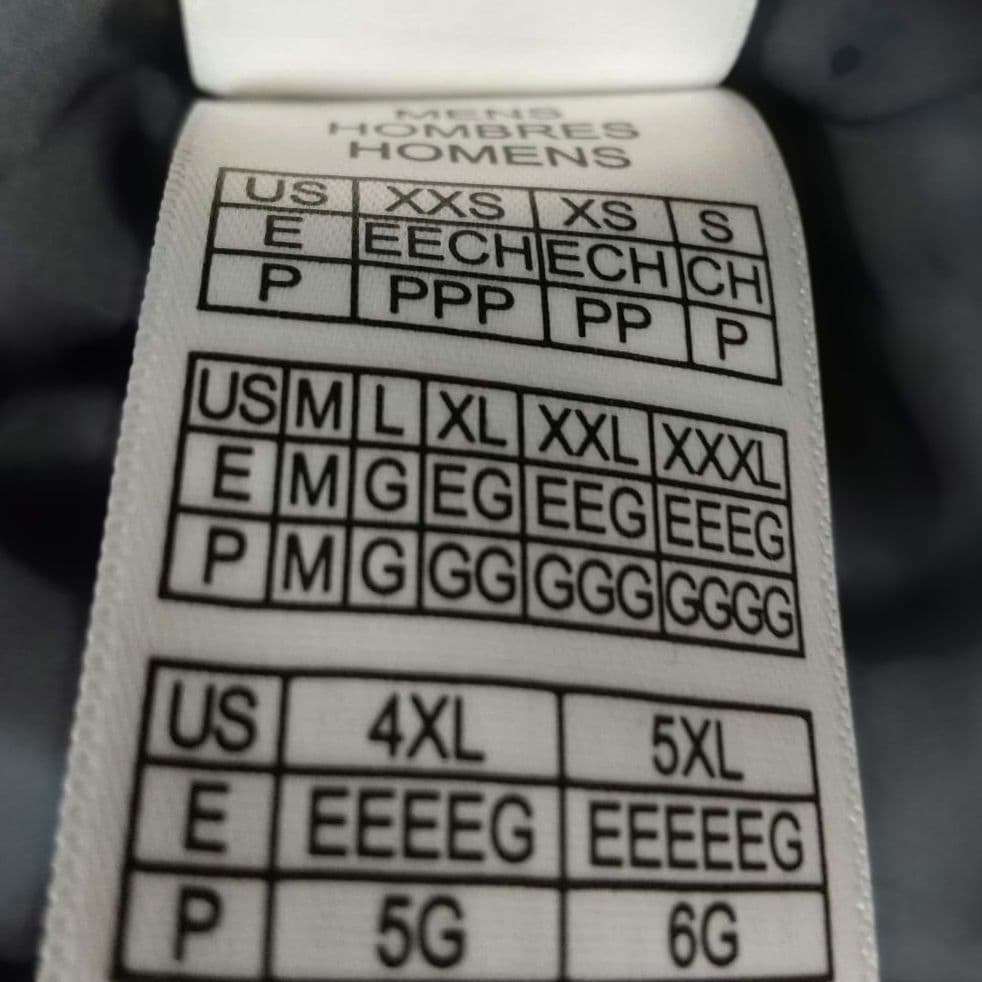 MENS
HOMBRES
HOMENS
US XXS XS S
E EECH ECH CH
P PPP PP P
US M L XL XXL XXXL
E M G EG EEG EEEG
P M G GG GGG GGGG
US 4XL 5XL
E EEEEG EEEEEG
P 5G 6G